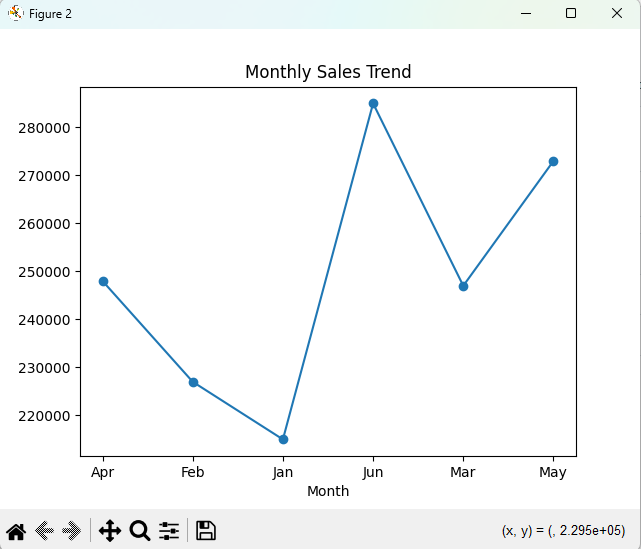 Figure 2
Monthly Sales Trend
280000
270000
260000
250000
240000
230000
220000
Apr Feb Jan Jun Mar May
Month
(x, y) = (, 2.295e+05)